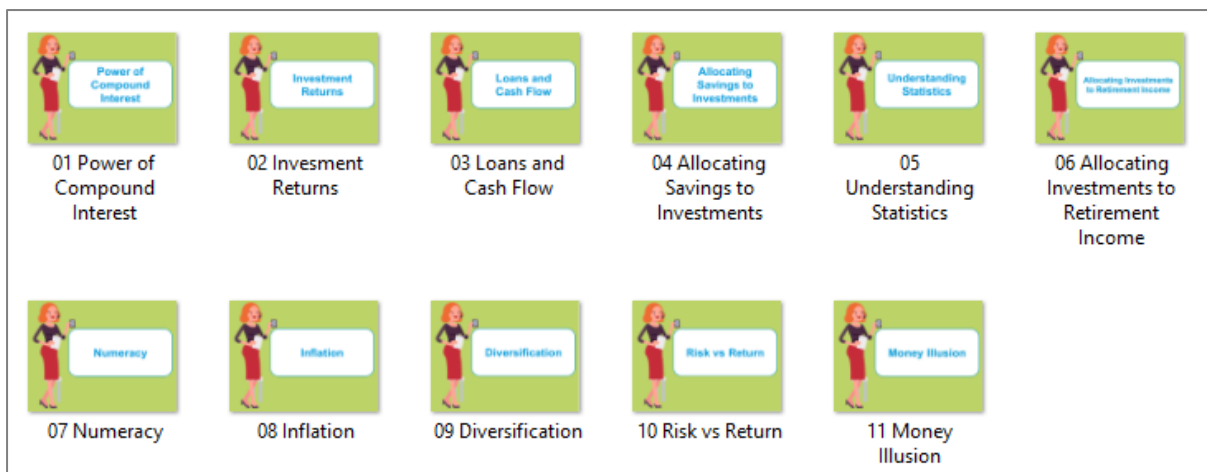 Power of
Compound
Interest
Investment
Returns
Loans and
Cash Flow
Allocating
Savings to
Investments
Understanding
Statistics
Allocating Investments
to Retirement Income
01 Power of
Compound
Interest
02 Invesment
Returns
03 Loans and
Cash Flow
04 Allocating
Savings to
Investments
05
Understanding
Statistics
06 Allocating
Investments to
Retirement
Income
Numeracy
Inflation
Diversification
Risk vs Return
Money Illusion
07 Numeracy
08 Inflation
09 Diversification
10 Risk vs Return
11 Money
Illusion